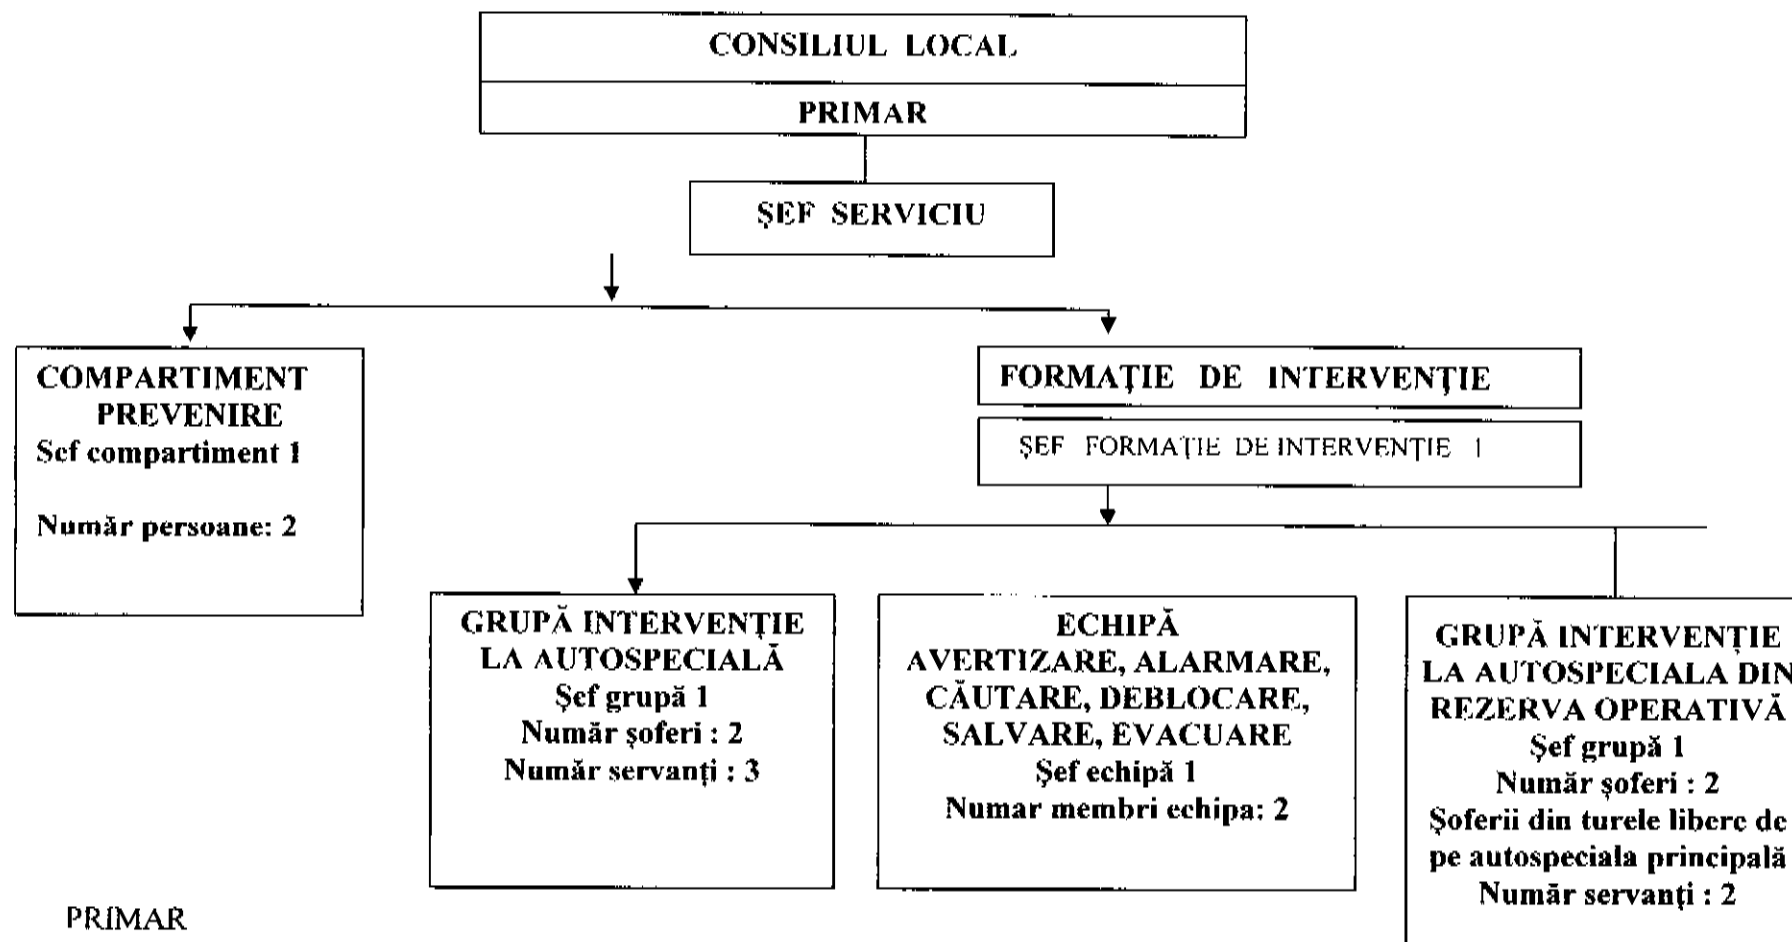 CONSILIUL LOCAL
PRIMAR
ŞEF SERVICIU
COMPARTIMENT
PREVENIRE
Şef compartiment 1
Număr persoane: 2
FORMAŢIE DE INTERVENŢIE
ŞEF FORMAŢIE DE INTERVENŢIE 1
GRUPĂ INTERVENŢIE
LA AUTOSPECIALĂ
Şef grupă 1
Număr şoferi : 2
Număr servanţi : 3
ECHIPĂ
AVERTIZARE, ALARMARE,
CĂUTARE, DEBLOCARE,
SALVARE, EVACUARE
Şef echipă 1
Numar membri echipa: 2
GRUPĂ INTERVENŢIE
LA AUTOSPECIALA DIN
REZERVA OPERATIVĂ
Şef grupă 1
Număr şoferi : 2
Şoferii din turele libere de
pe autospeciala principală
Număr servanţi : 2
PRIMAR